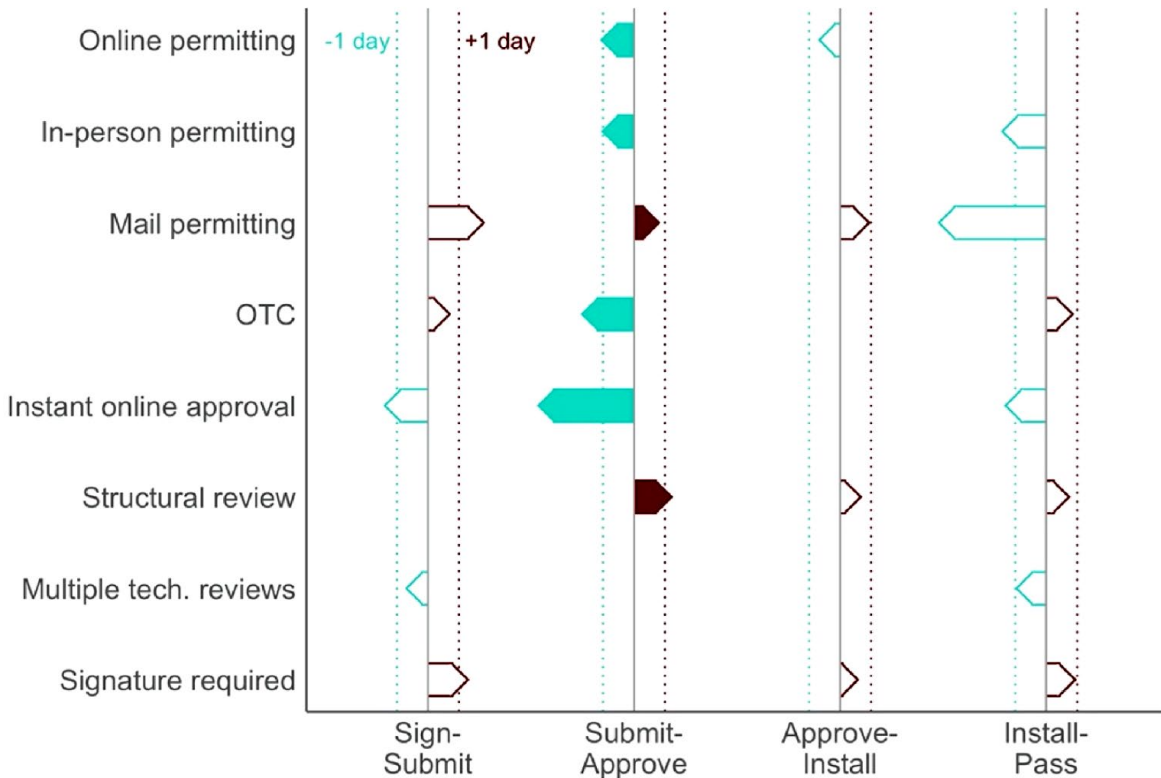 Online permitting
-1 day
+1 day
In-person permitting
Mail permitting
OTC
Instant online approval
Structural review
Multiple tech. reviews
Signature required
Sign-
Submit
Submit-
Approve
Approve-
Install
Install-
Pass